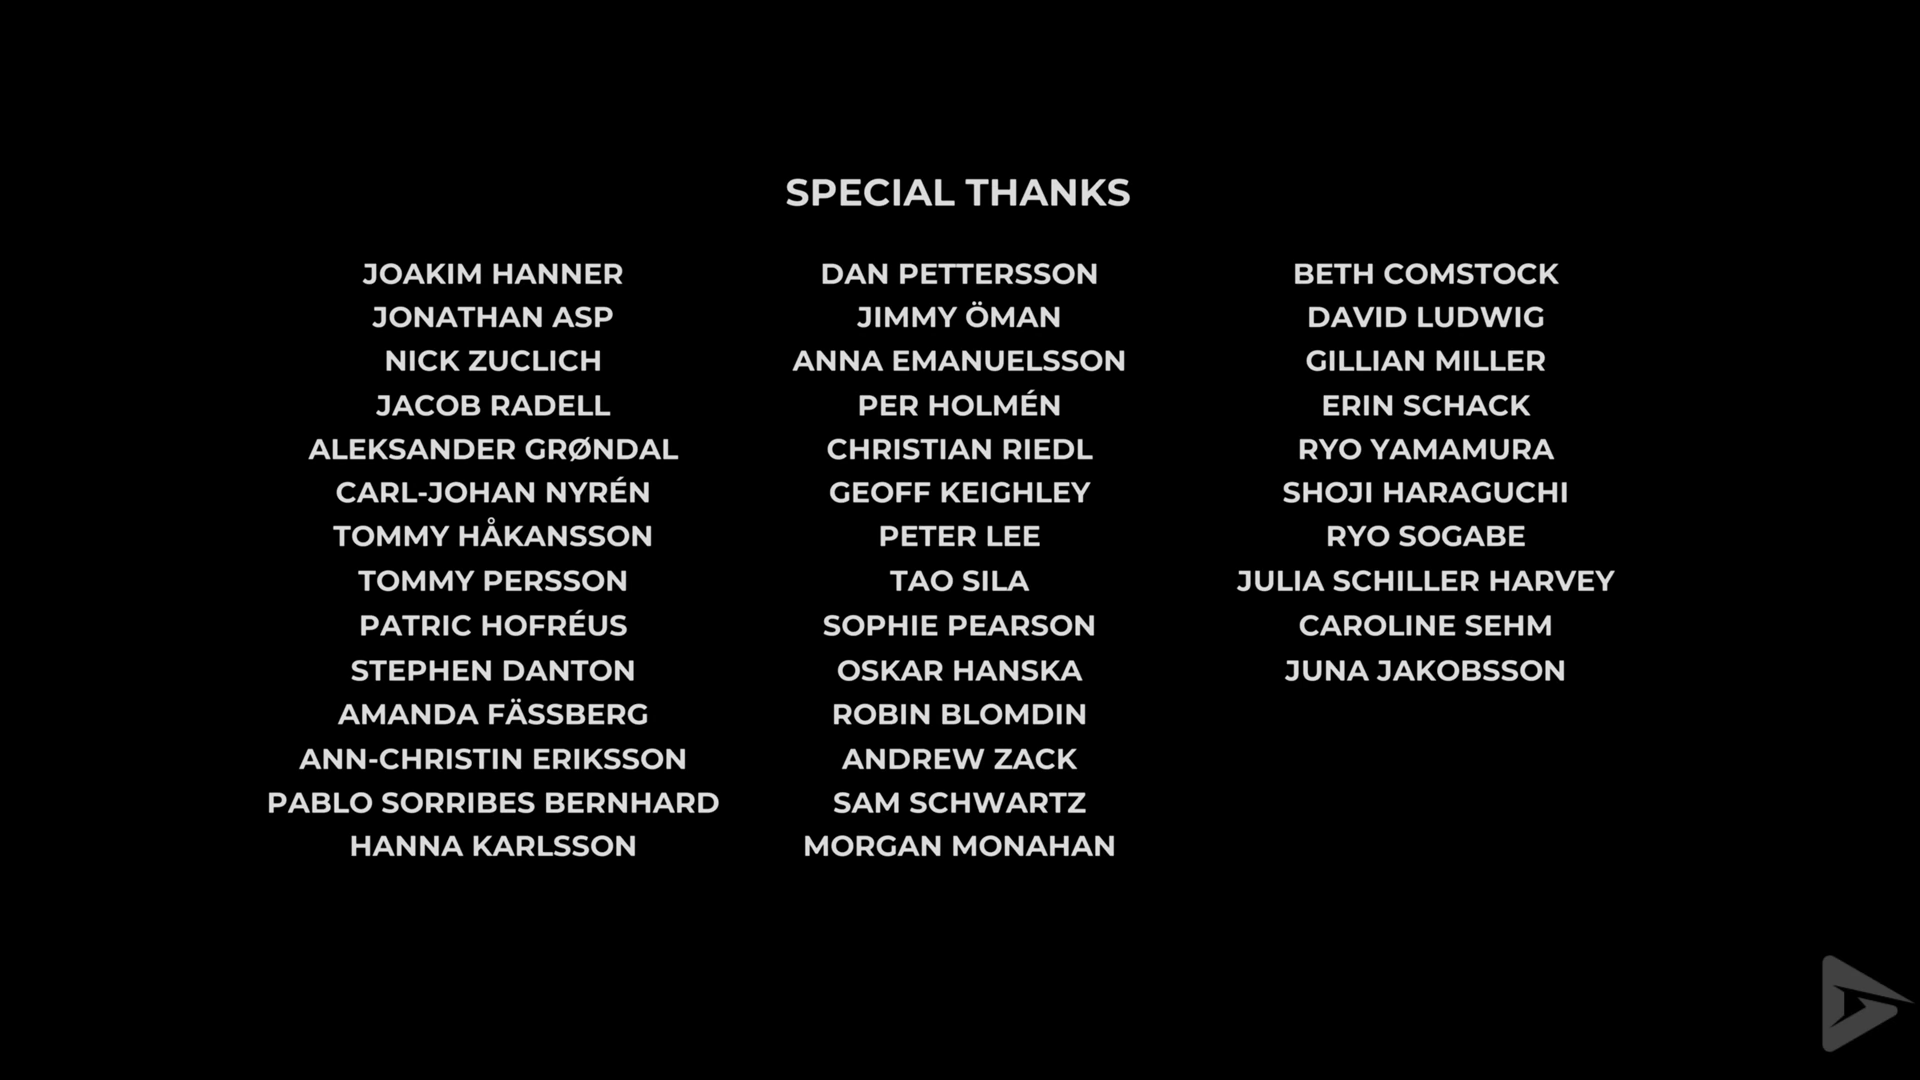 SPECIAL THANKS
JOAKIM HANNER
JONATHAN ASP
NICK ZUCLICH
JACOB RADELL
ALEKSANDER GRØNDAL
CARL-JOHAN NYRÉN
TOMMY HÅKANSSON
TOMMY PERSSON
PATRIC HOFRÉUS
STEPHEN DANTON
AMANDA FÄSSBERG
ANN-CHRISTIN ERIKSSON
PABLO SORRIBES BERNHARD
HANNA KARLSSON
DAN PETTERSSON
JIMMY ÖMAN
ANNA EMANUELSSON
PER HOLMÉN
CHRISTIAN RIEDL
GEOFF KEIGHLEY
PETER LEE
TAO SILA
SOPHIE PEARSON
OSKAR HANSKA
ROBIN BLOMDIN
ANDREW ZACK
SAM SCHWARTZ
MORGAN MONAHAN
BETH COMSTOCK
DAVID LUDWIG
GILLIAN MILLER
ERIN SCHACK
RYO YAMAMURA
SHOJI HARAGUCHI
RYO SOGABE
JULIA SCHILLER HARVEY
CAROLINE SEHM
JUNA JAKOBSSON